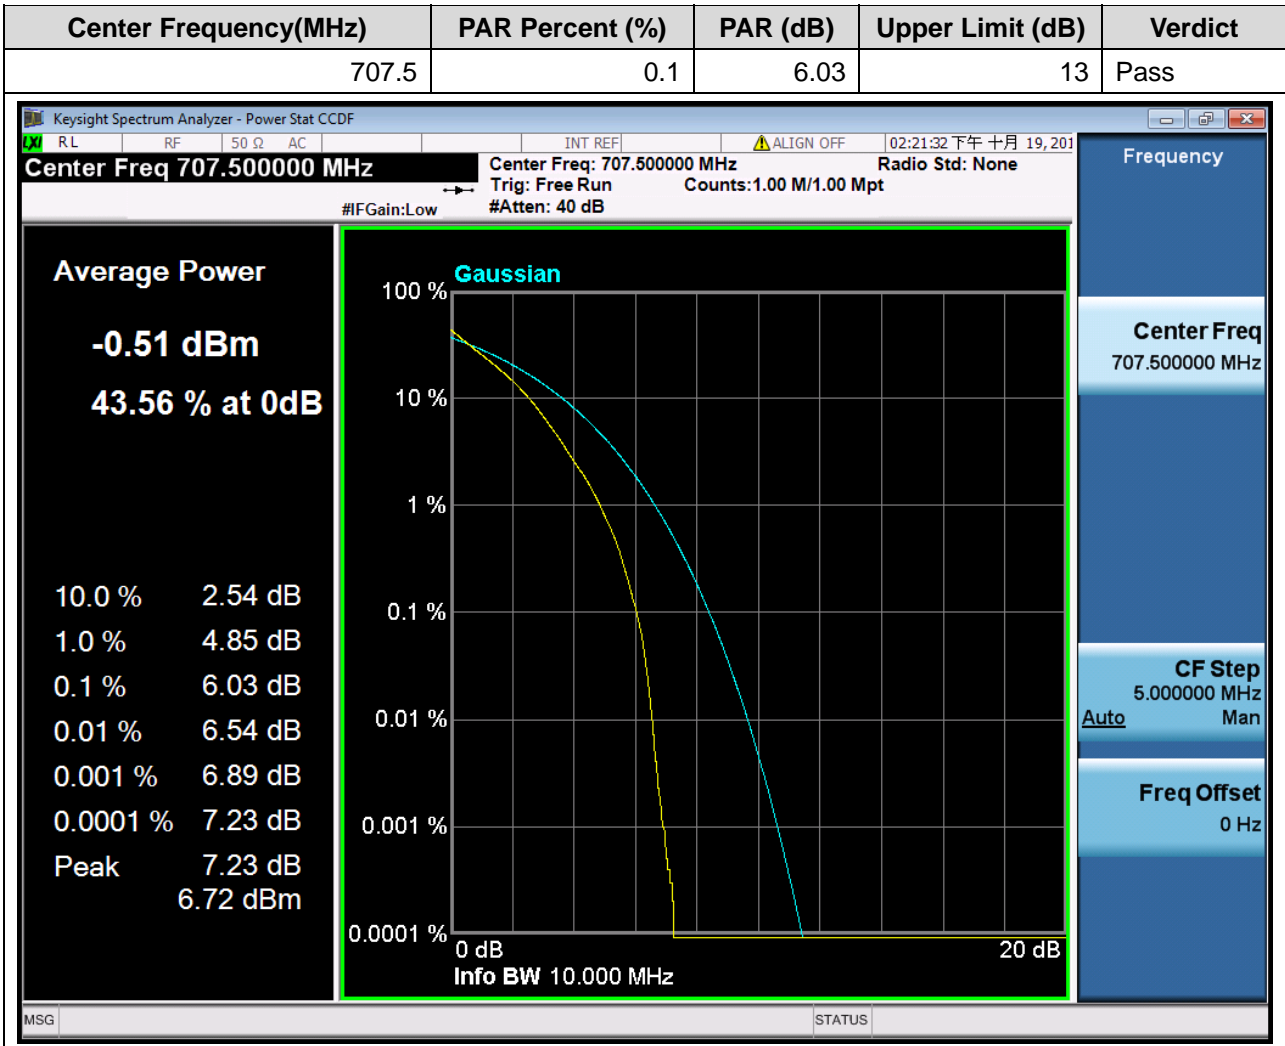 Center Frequency(MHz) PAR Percent (%) PAR (dB) Upper Limit (dB) Verdict
707.5 0.1 6.03 13 Pass
Keysight Spectrum Analyzer - Power Stat CCDF
LXI RL RF 50 Ω AC INT REF ALIGN OFF 02:21:32 下午 十月 19, 201
Center Freq 707.500000 MHz
Center Freq: 707.500000 MHz Radio Std: None
Trig: Free Run Counts:1.00 M/1.00 Mpt
#IFGain:Low #Atten: 40 dB
Frequency
Average Power
-0.51 dBm
43.56 % at 0dB
10.0 % 2.54 dB
1.0 % 4.85 dB
0.1 % 6.03 dB
0.01 % 6.54 dB
0.001 % 6.89 dB
0.0001 % 7.23 dB
Peak 7.23 dB
6.72 dBm
Gaussian
100 %
10 %
1 %
0.1 %
0.01 %
0.001 %
0.0001 %
0 dB 20 dB
Info BW 10.000 MHz
Center Freq
707.500000 MHz
CF Step
5.000000 MHz
Auto Man
Freq Offset
0 Hz
MSG STATUS